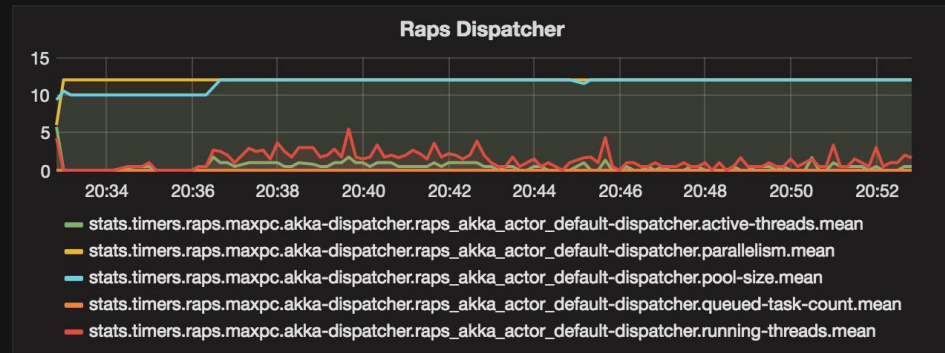 Raps Dispatcher
15
10
5
0
20:34 20:36 20:38 20:40 20:42 20:44 20:46 20:48 20:50 20:52
stats.timers.raps.maxpc.akka-dispatcher.raps_akka_actor_default-dispatcher.active-threads.mean
stats.timers.raps.maxpc.akka-dispatcher.raps_akka_actor_default-dispatcher.parallelism.mean
stats.timers.raps.maxpc.akka-dispatcher.raps_akka_actor_default-dispatcher.pool-size.mean
stats.timers.raps.maxpc.akka-dispatcher.raps_akka_actor_default-dispatcher.queued-task-count.mean
stats.timers.raps.maxpc.akka-dispatcher.raps_akka_actor_default-dispatcher.running-threads.mean